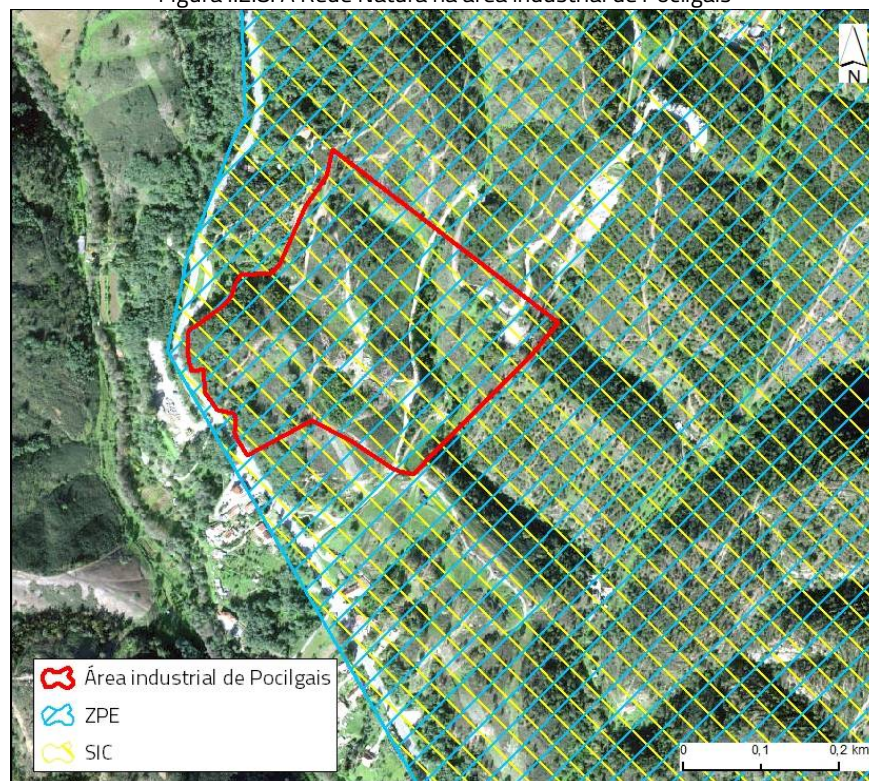 Rede Natura na área industrial de Pocilgais
N
Área industrial de Pocilgais
ZPE
SIC
0 0,1 0,2 km